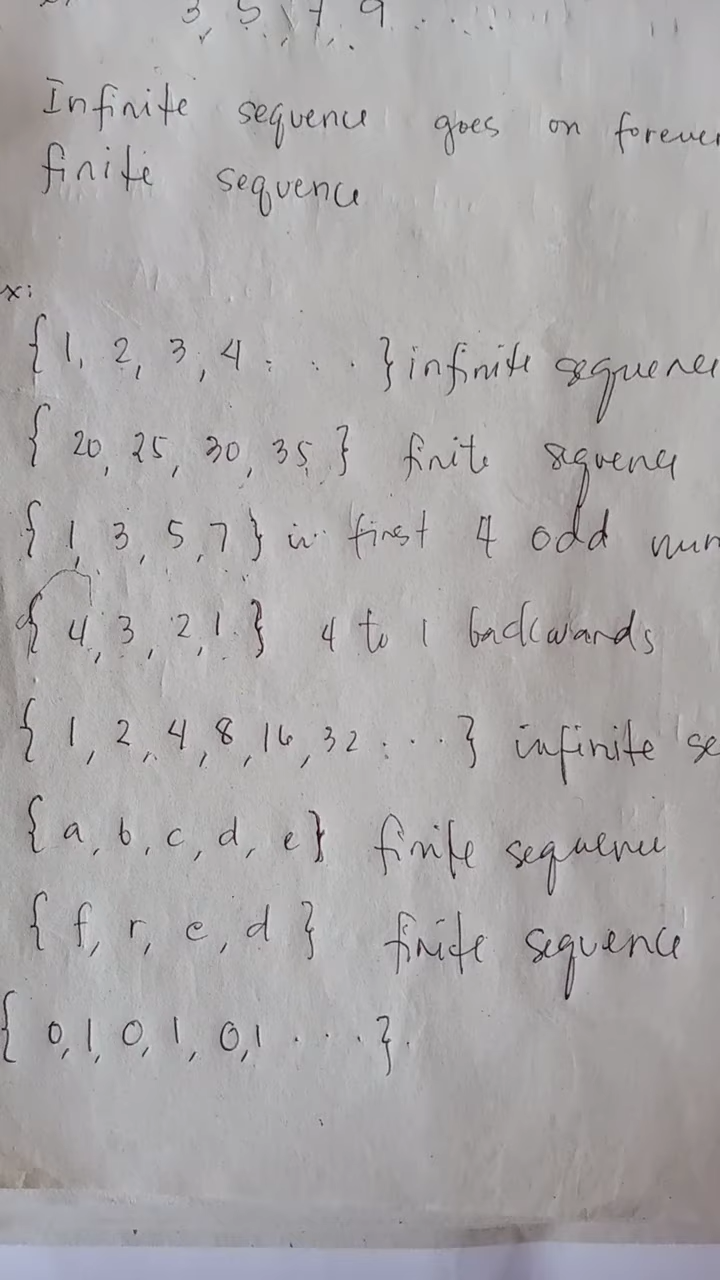 3, 5, 7, 9 . . . . .
Infinite sequence goes on forever
finite sequence
x:
{ 1, 2, 3, 4 . . . } infinite sequence
{ 20, 25, 30, 35 } finite sequence
{ 1, 3, 5, 7 } first 4 odd num
{ 4, 3, 2, 1 } 4 to 1 backwards
{ 1, 2, 4, 8, 16, 32 . . . } infinite se
{ a, b, c, d, e } finite sequence
{ f, r, e, d } finite sequence
{ 0, 1, 0, 1, 0, 1 . . . }.